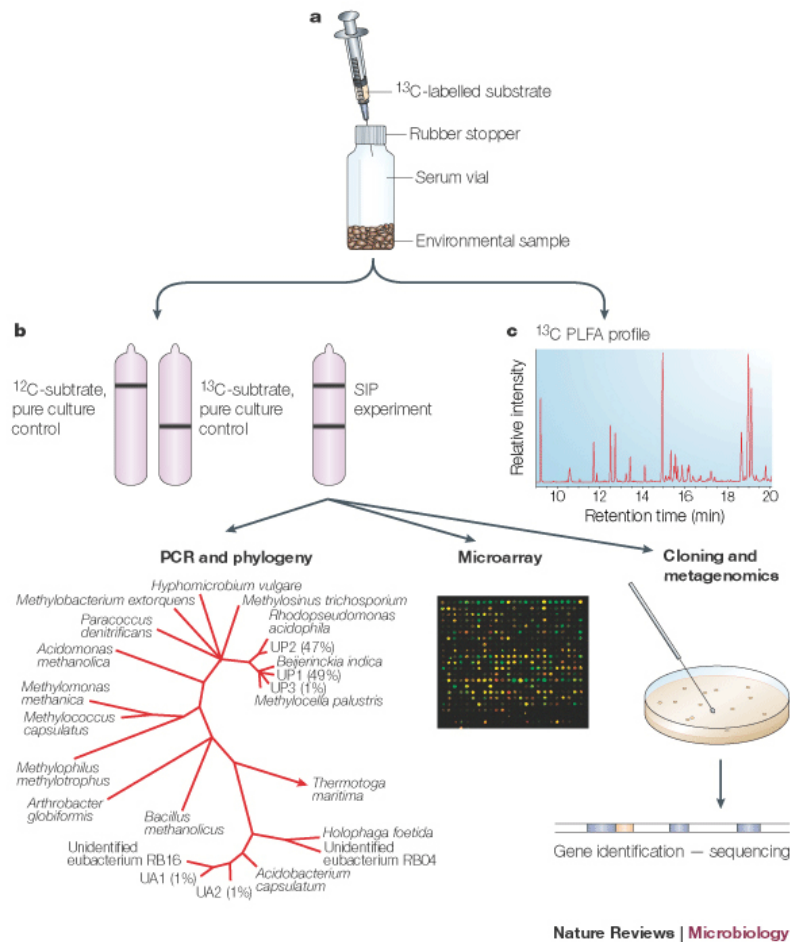 a
¹³C-labelled substrate
Rubber stopper
Serum vial
Environmental sample
b
¹²C-subtrate,
pure culture
control
¹³C-subtrate,
pure culture
control
SIP
experiment
c
¹³C PLFA profile
Relative intensity
10 12 14 16 18 20
Retention time (min)
PCR and phylogeny
Hyphomicrobium vulgare
Methylobacterium extorquens
Methylosinus trichosporium
Paracoccus
denitrificans
Rhodopseudomonas
acidophila
Acidomonas
methanolica
UP2 (47%)
Beijerinckia indica
UP1 (49%)
UP3 (1%)
Methylocella palustris
Methylomonas
methanica
Methylococcus
capsulatus
Methylophilus
methylotrophus
Arthrobacter
globiformis
Bacillus
methanolicus
Thermotoga
maritima
Holophaga foetida
Unidentified
eubacterium RB04
Unidentified
eubacterium RB16
UA1 (1%)
UA2 (1%)
Acidobacterium
capsulatum
Microarray
Cloning and
metagenomics
Gene identification — sequencing
Nature Reviews | Microbiology